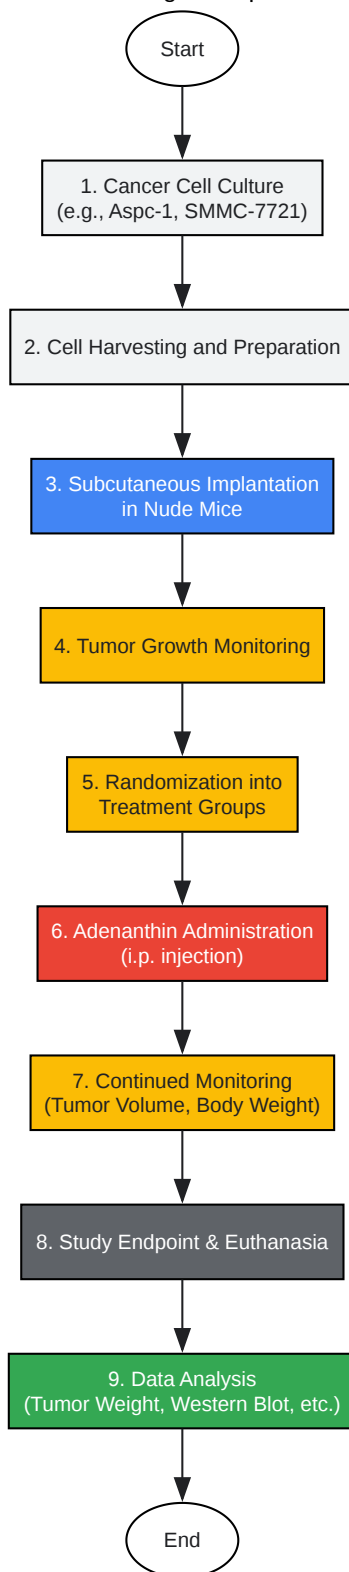 Start
1. Cancer Cell Culture
(e.g., Aspc-1, SMMC-7721)
2. Cell Harvesting and Preparation
3. Subcutaneous Implantation
in Nude Mice
4. Tumor Growth Monitoring
5. Randomization into
Treatment Groups
6. Adenanthin Administration
(i.p. injection)
7. Continued Monitoring
(Tumor Volume, Body Weight)
8. Study Endpoint & Euthanasia
9. Data Analysis
(Tumor Weight, Western Blot, etc.)
End